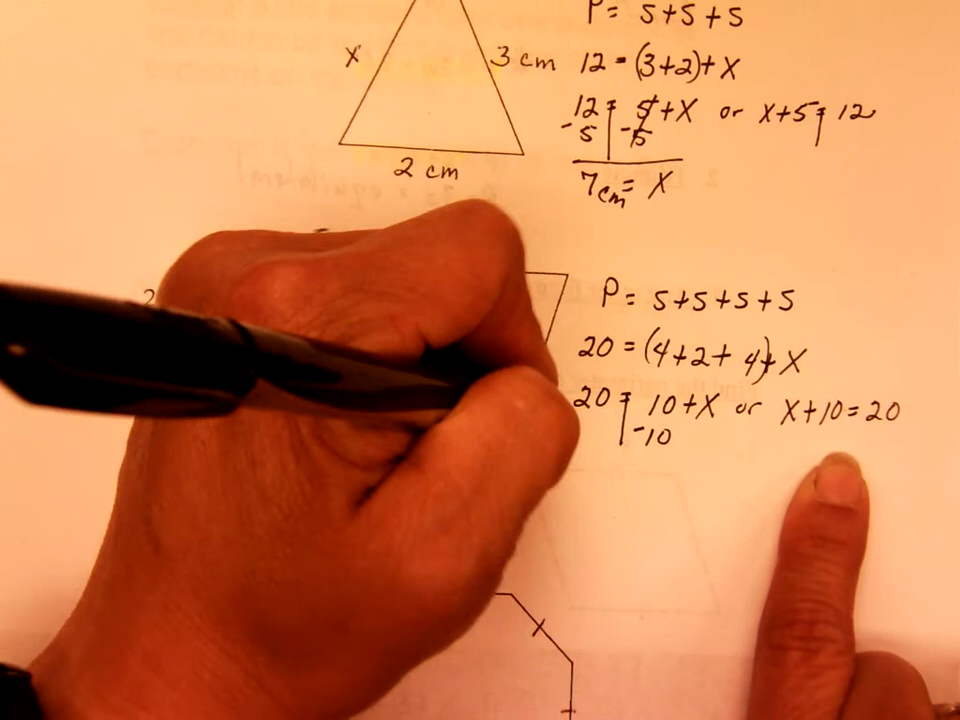 P = S+S+S
x 3 cm 12 = (3+2)+X
12 = 5+X or X+5 = 12
-5 -5
2 cm
7cm = X
2
P = S+S+S+S
20 = (4+2+4)+X
20 = 10+X or X+10=20
-10